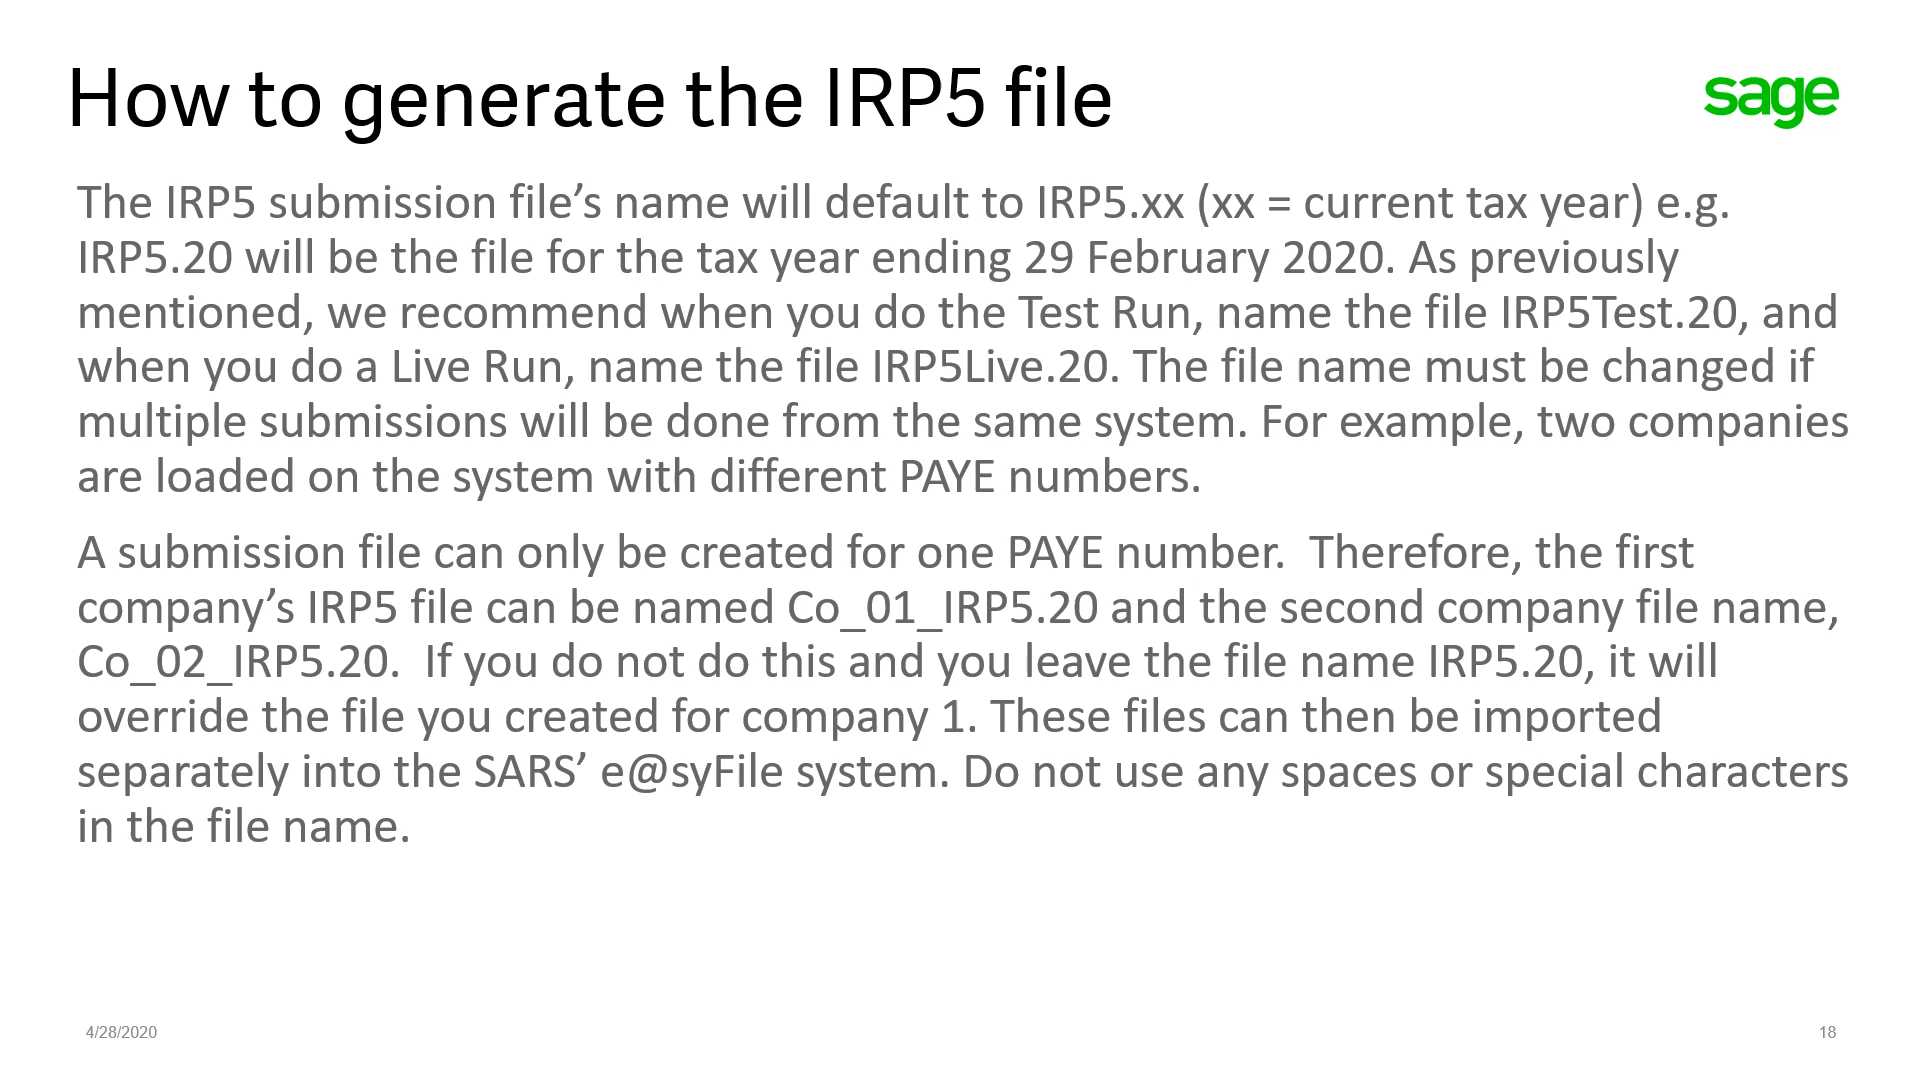 How to generate the IRP5 file
sage
The IRP5 submission file’s name will default to IRP5.xx (xx = current tax year) e.g.
IRP5.20 will be the file for the tax year ending 29 February 2020. As previously
mentioned, we recommend when you do the Test Run, name the file IRP5Test.20, and
when you do a Live Run, name the file IRP5Live.20. The file name must be changed if
multiple submissions will be done from the same system. For example, two companies
are loaded on the system with different PAYE numbers.
A submission file can only be created for one PAYE number.  Therefore, the first
company’s IRP5 file can be named Co_01_IRP5.20 and the second company file name,
Co_02_IRP5.20.  If you do not do this and you leave the file name IRP5.20, it will
override the file you created for company 1. These files can then be imported
separately into the SARS’ e@syFile system. Do not use any spaces or special characters
in the file name.
4/28/2020
18